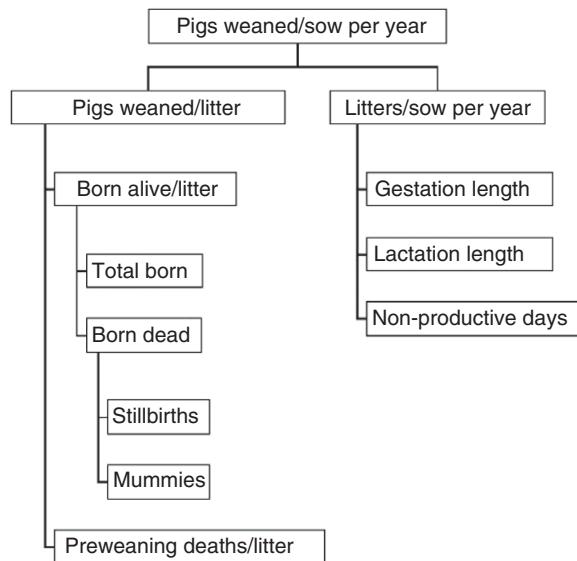 Pigs weaned/sow per year
Pigs weaned/litter
Litters/sow per year
Born alive/litter
Gestation length
Total born
Lactation length
Born dead
Non-productive days
Stillbirths
Mummies
Preweaning deaths/litter